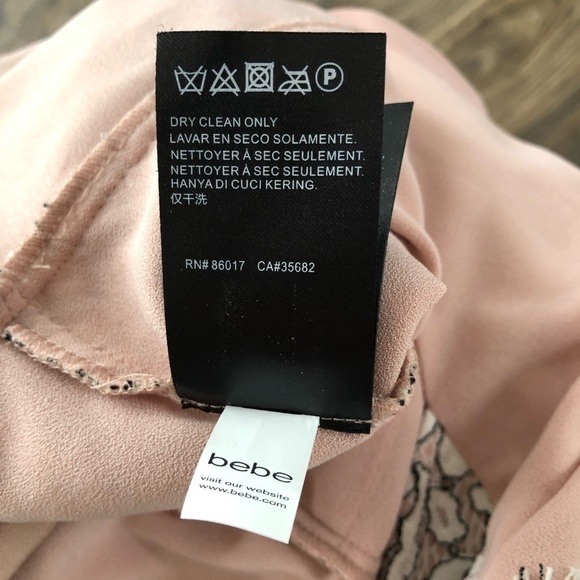 P
DRY CLEAN ONLY
LAVAR EN SECO SOLAMENTE.
NETTOYER À SEC SEULEMENT.
NETTOYER À SEC SEULEMENT.
HANYA DI CUCI KERING.
仅干洗
RN# 86017 CA#35682
bebe
visit our website
www.bebe.com